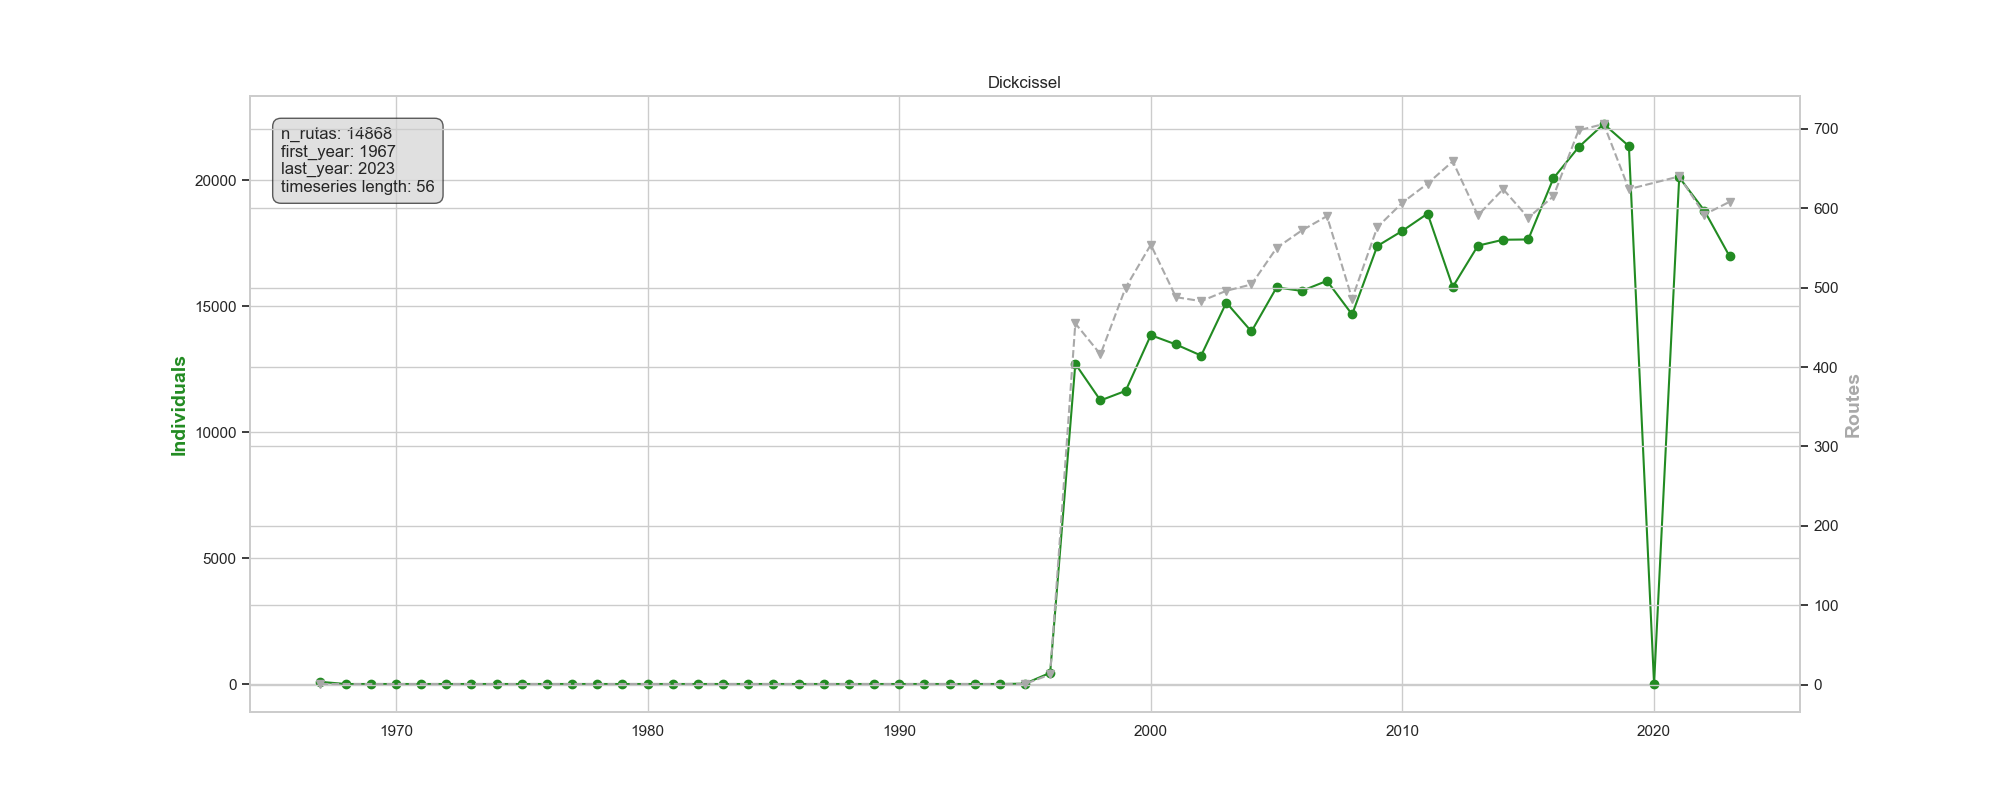 Dickcissel
n_rutas: 14868
first_year: 1967
last_year: 2023
timeseries length: 56
Individuals
20000
15000
10000
5000
0
700
600
500
400
300
200
100
0
Routes
1970
1980
1990
2000
2010
2020